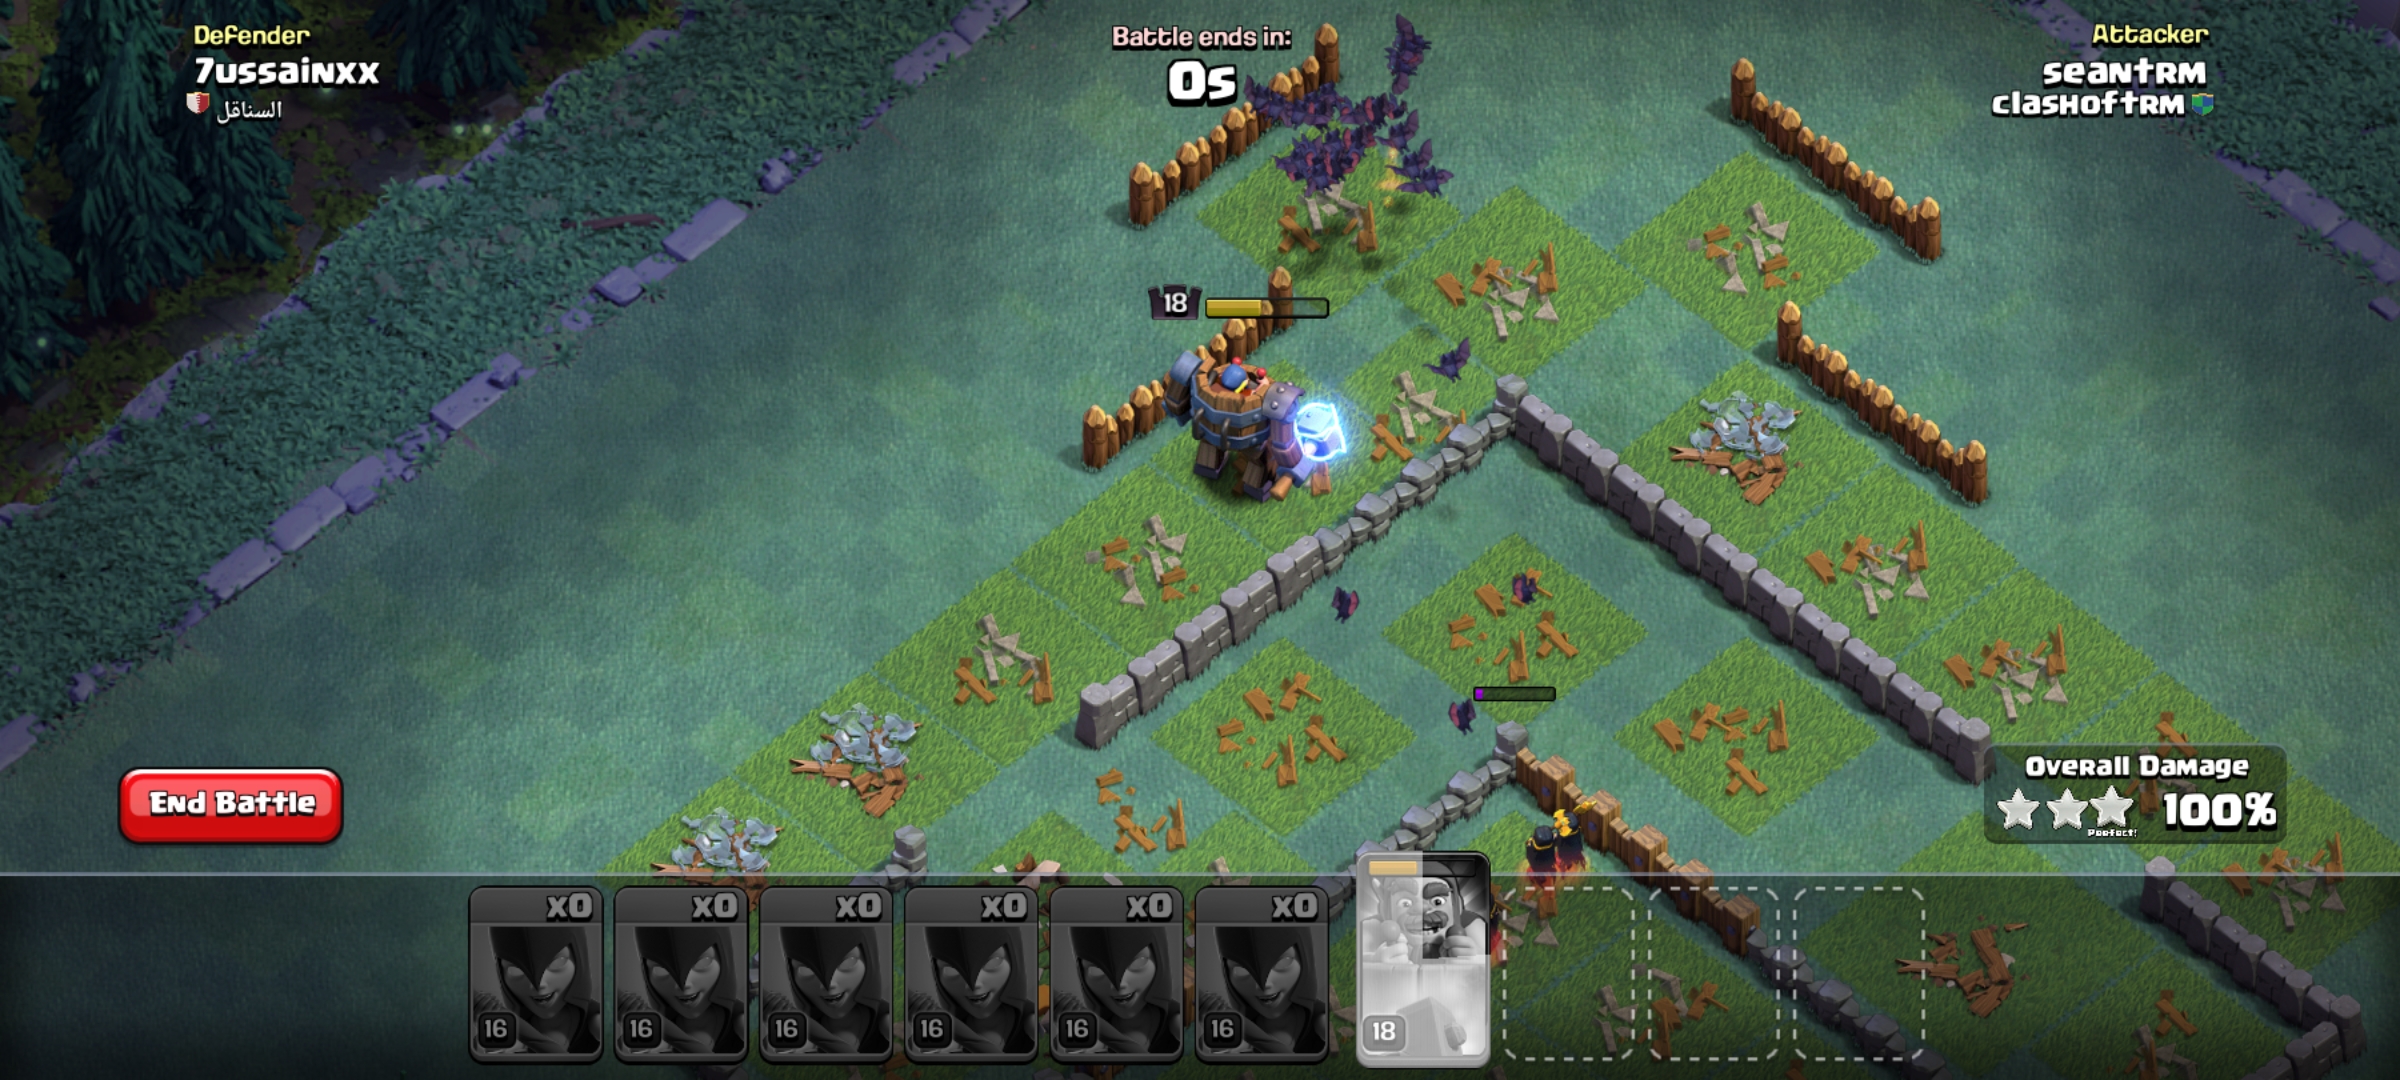 Defender
7ussainxx
السناقل
Battle ends in:
0s
Attacker
seantRM
clashoftRM
18
End Battle
Overall Damage
100%
Perfect!
x0
x0
x0
x0
x0
x0
16
16
16
16
16
16
18